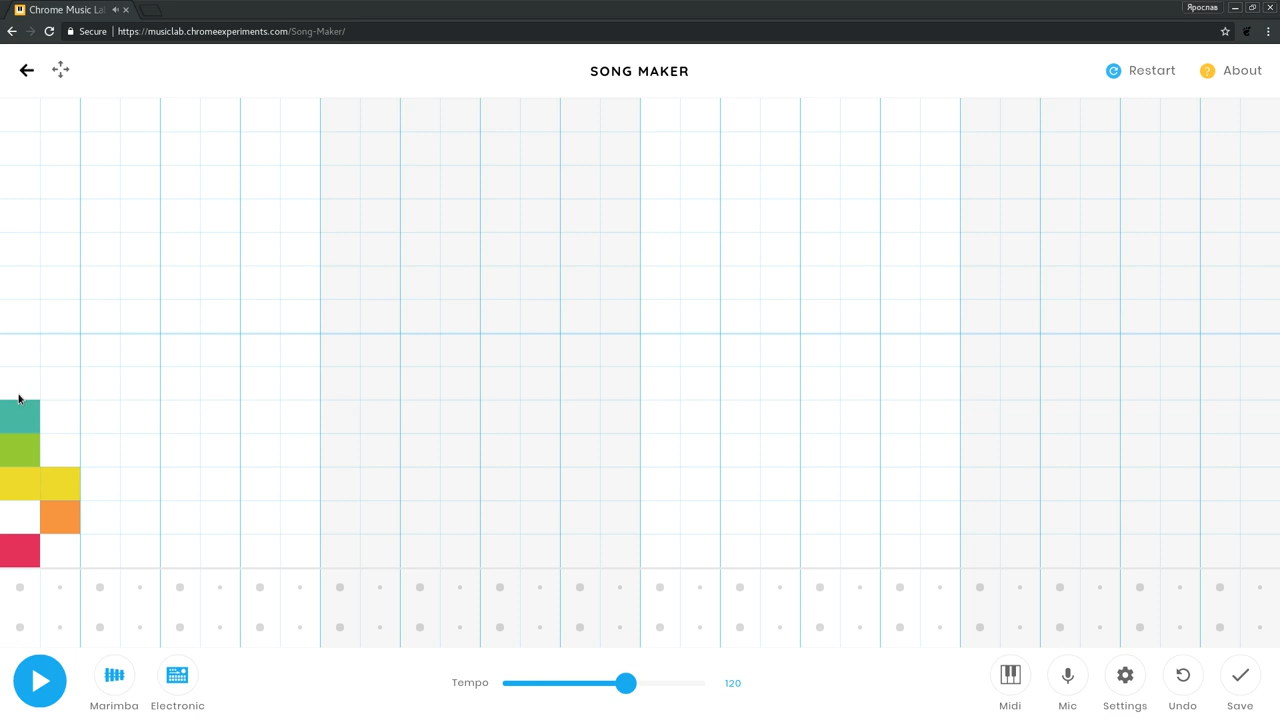 Chrome Music La
Ярослав
Secure
https://musiclab.chromeexperiments.com/Song-Maker/
SONG MAKER
Restart
About
Marimba
Electronic
Tempo
120
Midi
Mic
Settings
Undo
Save